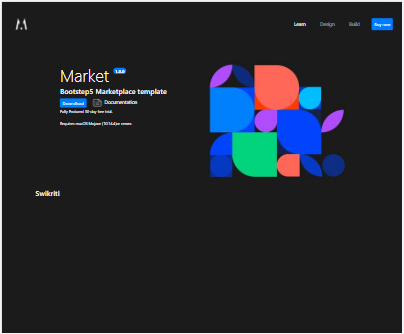 Learn
Design
Build
Buy now
Market 1.0.0
Bootstep5 Marketplace template
Download
Documentation
Fully Featured 30-day free trial.
Requires macOS Mojave (10.14.4) or newer.
Swikriti